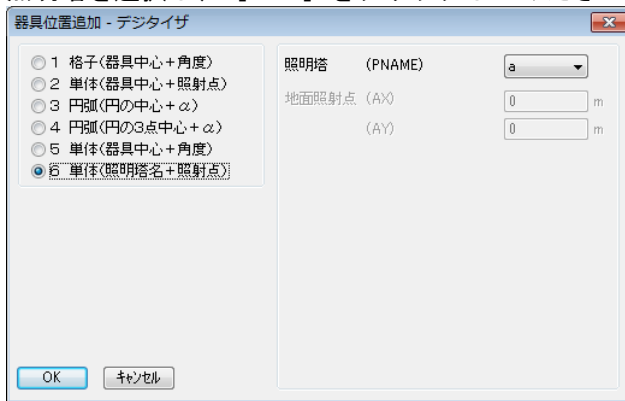 器具位置追加 - デジタイザ
1 格子(器具中心+角度)
2 単体(器具中心+照射点)
3 円弧(円の中心+α)
4 円弧(円の3点中心+α)
5 単体(器具中心+角度)
6 単体(照明塔名+照射点)
照明塔 (PNAME) a
地面照射点 (AX) 0 m
(AY) 0 m
OK キャンセル